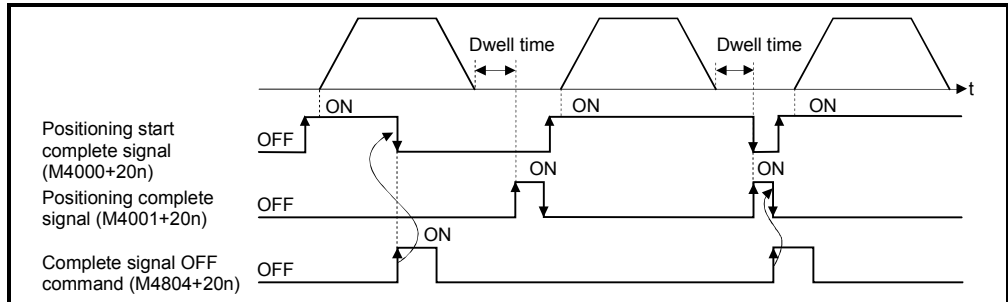 Dwell time
Dwell time
t
ON
ON
ON
Positioning start
complete signal
(M4000+20n)
OFF
ON
ON
Positioning complete
signal (M4001+20n)
OFF
ON
Complete signal OFF
command (M4804+20n)
OFF